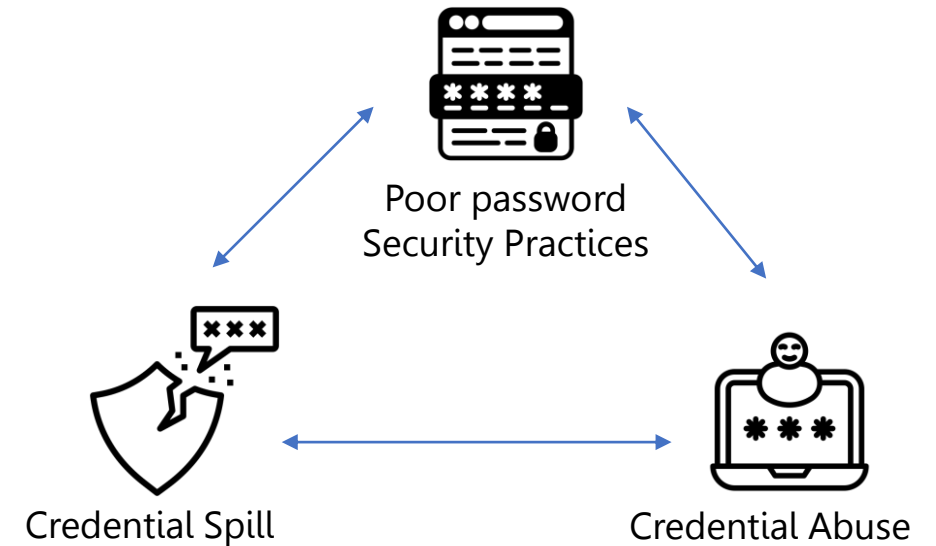 Poor password
Security Practices
Credential Spill
Credential Abuse